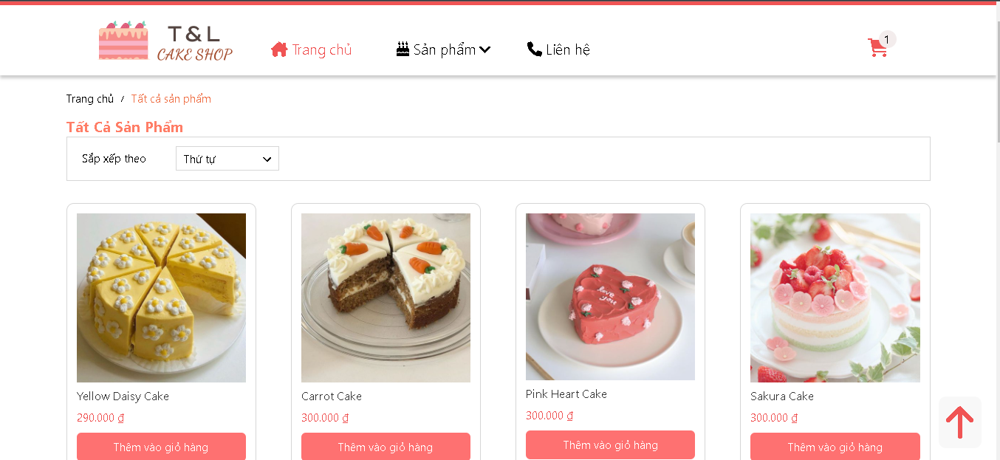 T & L
CAKE SHOP
Trang chủ
Sản phẩm
Liên hệ
1
Trang chủ / Tất cả sản phẩm
Tất Cả Sản Phẩm
Sắp xếp theo
Thứ tự
love
you
Yellow Daisy Cake
290.000 ₫
Thêm vào giỏ hàng
Carrot Cake
300.000 ₫
Thêm vào giỏ hàng
Pink Heart Cake
300.000 ₫
Thêm vào giỏ hàng
Sakura Cake
300.000 ₫
Thêm vào giỏ hàng